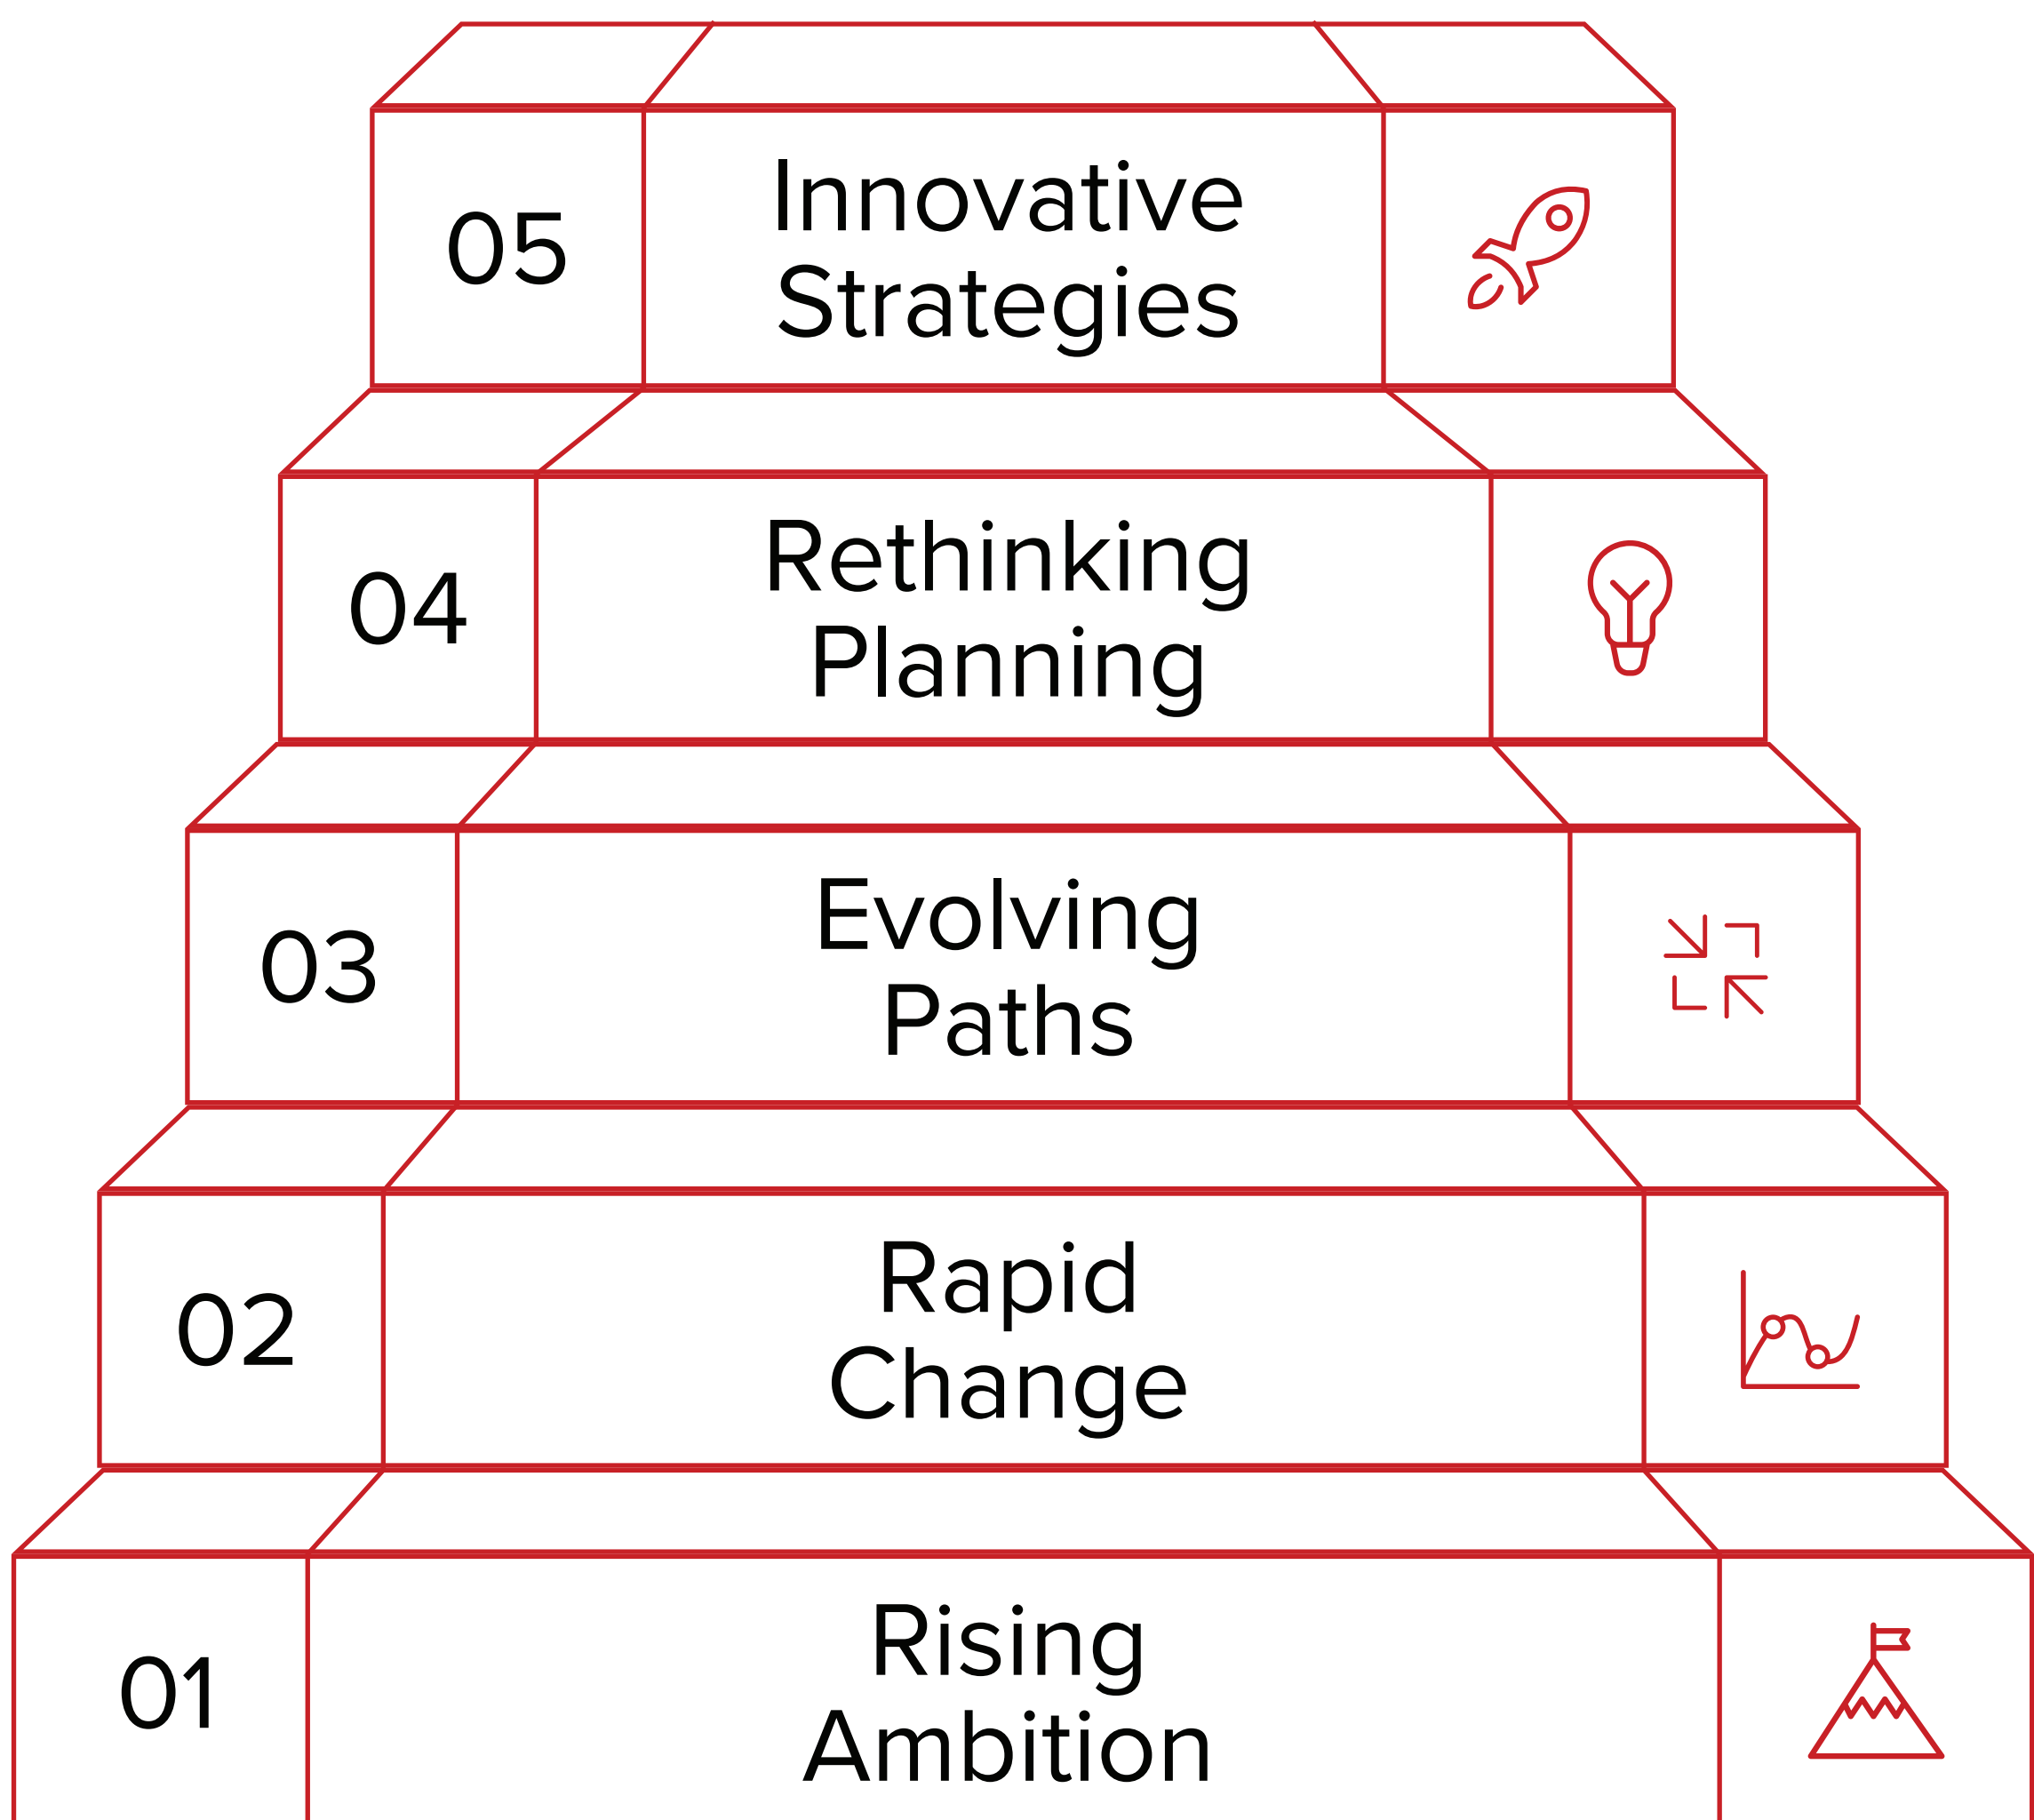 05
Innovative
Strategies
04
Rethinking
Planning
03
Evolving
Paths
02
Rapid
Change
01
Rising
Ambition